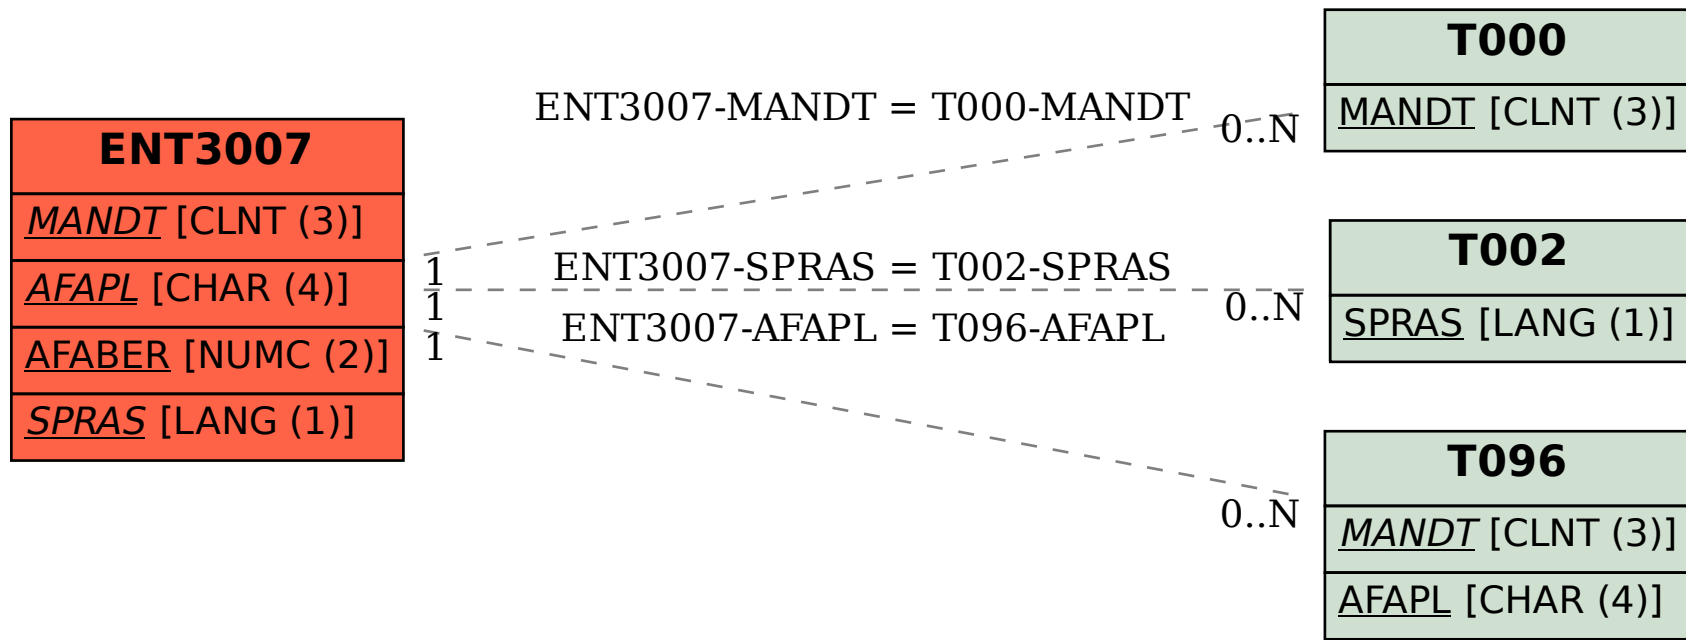 ENT3007
MANDT [CLNT (3)]
AFAPL [CHAR (4)]
AFABER [NUMC (2)]
SPRAS [LANG (1)]
ENT3007-MANDT = T000-MANDT
1
0..N
ENT3007-SPRAS = T002-SPRAS
1
0..N
ENT3007-AFAPL = T096-AFAPL
1
0..N
T000
MANDT [CLNT (3)]
T002
SPRAS [LANG (1)]
T096
MANDT [CLNT (3)]
AFAPL [CHAR (4)]